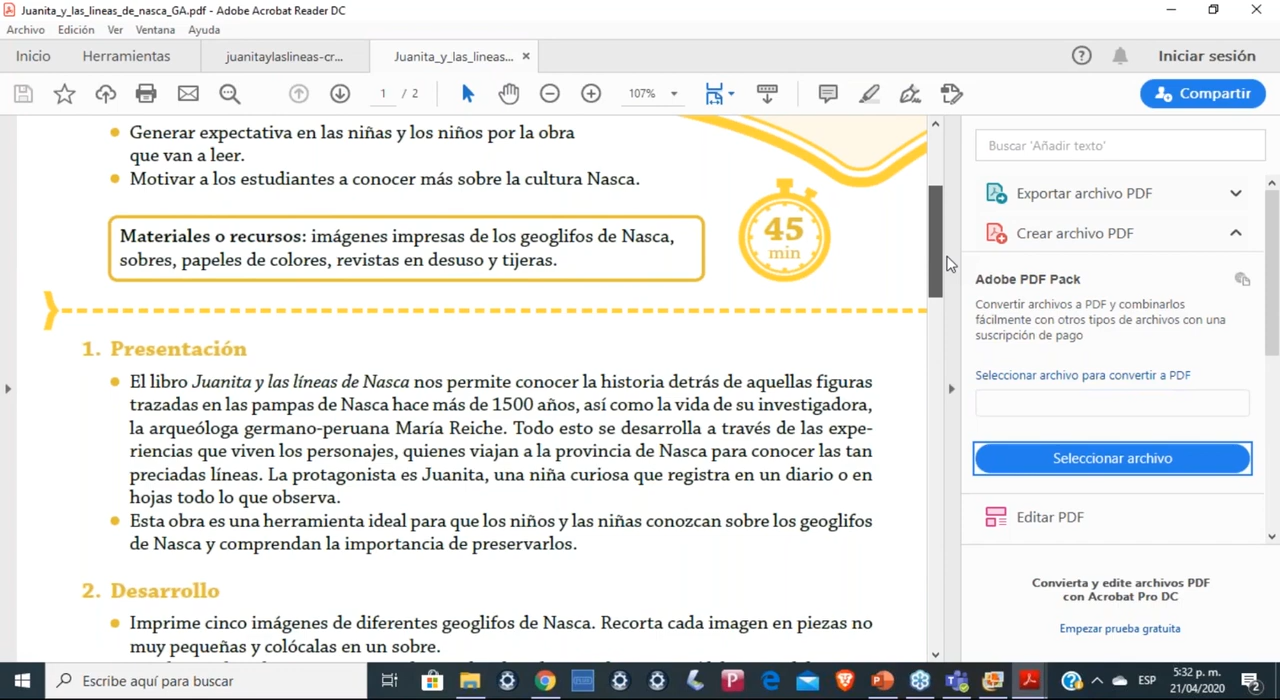 Juanita_y_las_lineas_de_nasca_GA.pdf - Adobe Acrobat Reader DC
Archivo Edición Ver Ventana Ayuda
Inicio Herramientas juanitaylaslineas-cr... Juanita_y_las_lineas... × Iniciar sesión
1 / 2 107% Compartir
Generar expectativa en las niñas y los niños por la obra
que van a leer.
Motivar a los estudiantes a conocer más sobre la cultura Nasca.
Materiales o recursos: imágenes impresas de los geoglifos de Nasca,
sobres, papeles de colores, revistas en desuso y tijeras.
45
min
1. Presentación
El libro Juanita y las líneas de Nasca nos permite conocer la historia detrás de aquellas figuras
trazadas en las pampas de Nasca hace más de 1500 años, así como la vida de su investigadora,
la arqueóloga germano-peruana María Reiche. Todo esto se desarrolla a través de las expe-
riencias que viven los personajes, quienes viajan a la provincia de Nasca para conocer las tan
preciadas líneas. La protagonista es Juanita, una niña curiosa que registra en un diario o en
hojas todo lo que observa.
Esta obra es una herramienta ideal para que los niños y las niñas conozcan sobre los geoglifos
de Nasca y comprendan la importancia de preservarlos.
2. Desarrollo
Imprime cinco imágenes de diferentes geoglifos de Nasca. Recorta cada imagen en piezas no
muy pequeñas y colócalas en un sobre.
Buscar 'Añadir texto'
Exportar archivo PDF
Crear archivo PDF
Adobe PDF Pack
Convertir archivos a PDF y combinarlos
fácilmente con otros tipos de archivos con una
suscripción de pago
Seleccionar archivo para convertir a PDF
Seleccionar archivo
Editar PDF
Convierta y edite archivos PDF
con Acrobat Pro DC
Empezar prueba gratuita
Escribe aquí para buscar
ESP
5:32 p. m.
21/04/2020
2